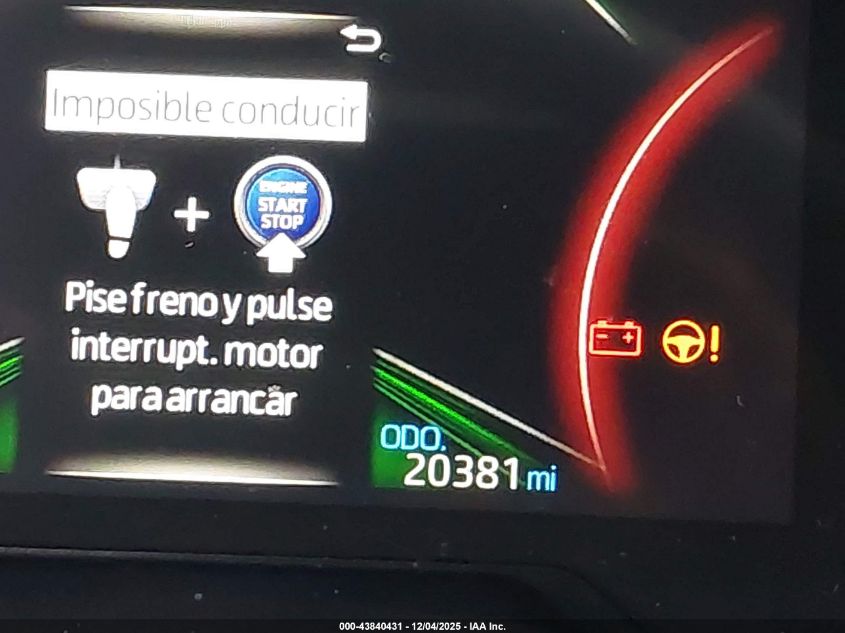 Imposible conducir
ENGINE
START
STOP
Pise freno y pulse
interrupt. motor
para arrancar
ODO.
20381 mi
000-43840431 - 12/04/2025 - IAA Inc.